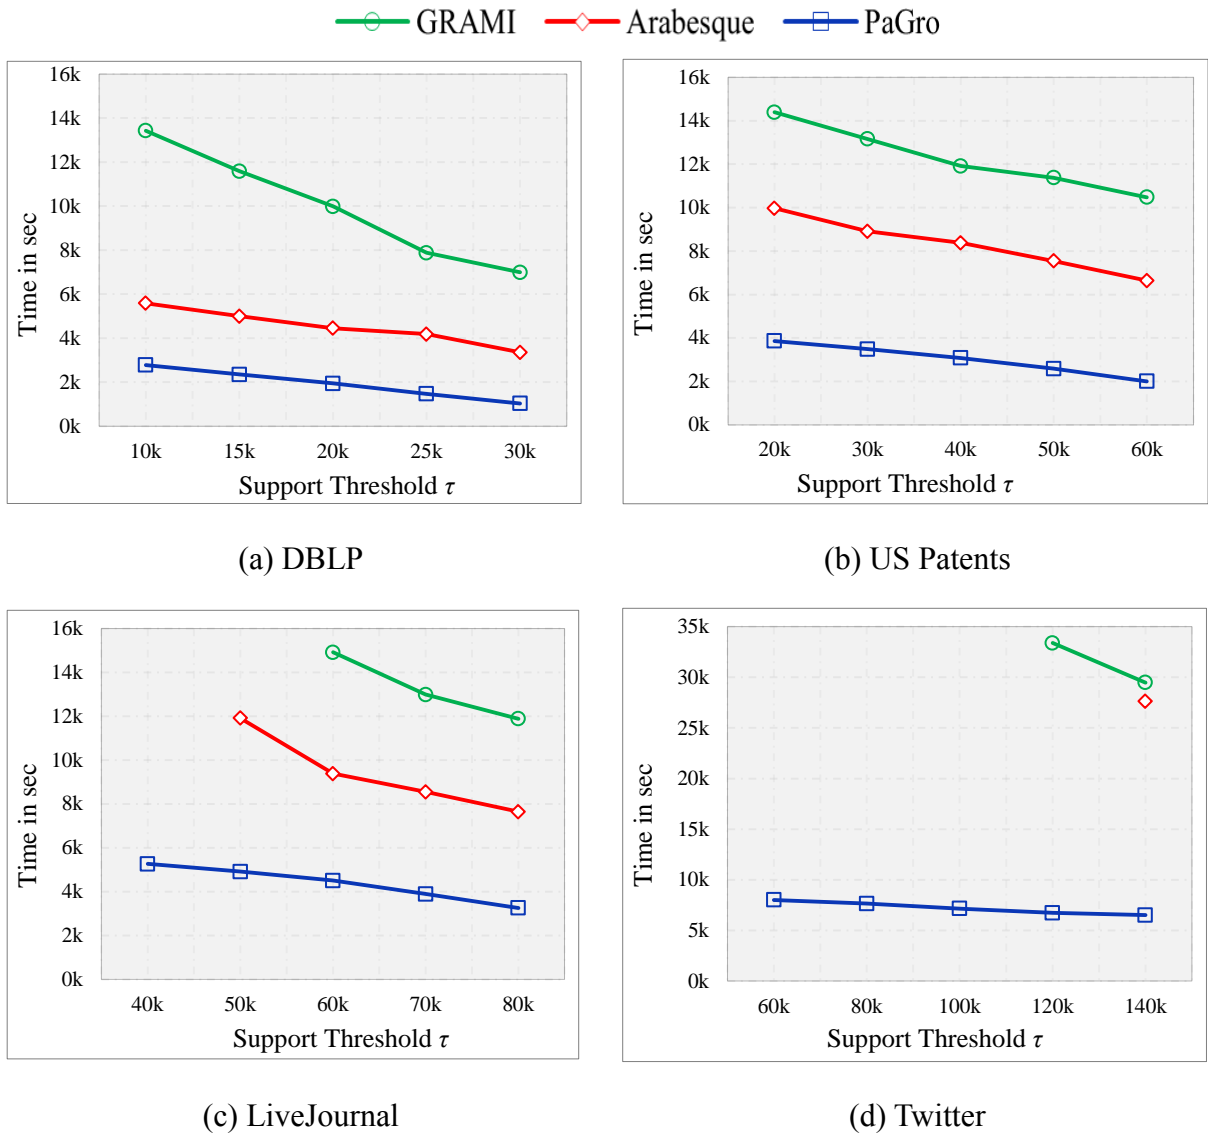 GRAMI Arabesque PaGro
16k
14k
12k
10k
8k
6k
4k
2k
0k
Time in sec
10k 15k 20k 25k 30k
Support Threshold τ
(a) DBLP
16k
14k
12k
10k
8k
6k
4k
2k
0k
Time in sec
20k 30k 40k 50k 60k
Support Threshold τ
(b) US Patents
16k
14k
12k
10k
8k
6k
4k
2k
0k
Time in sec
40k 50k 60k 70k 80k
Support Threshold τ
(c) LiveJournal
35k
30k
25k
20k
15k
10k
5k
0k
Time in sec
60k 80k 100k 120k 140k
Support Threshold τ
(d) Twitter